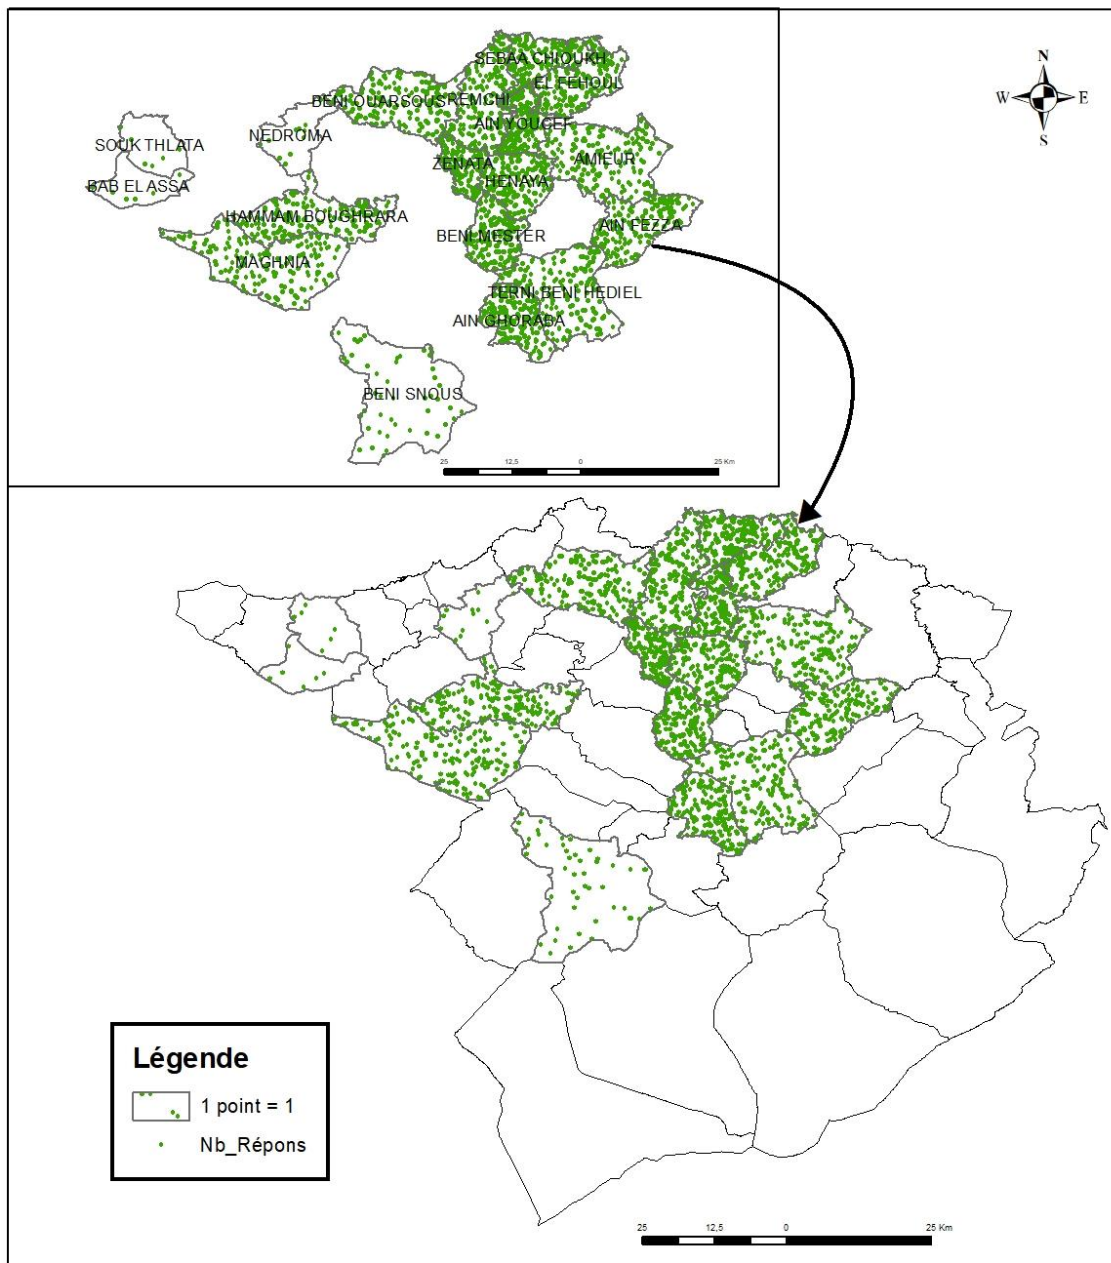 SEBAA CHIOUKH
EL FEHOUL
BENI OUARSOUS
REMCHI
AIN YOUCEF
NEDROMA
SOUK THLATA
ZENATA
AMIEUR
HENAYA
BAB EL ASSA
HAMMAM BOUGHRARA
AIN FEZZA
BENI MESTER
MAGHNIA
TERNI BENI HEDIEL
AIN GHORABA
BENI SNOUS
25 12,5 0 25 Km
N
W E
S
Légende
1 point = 1
Nb_Répons
25 12,5 0 25 Km